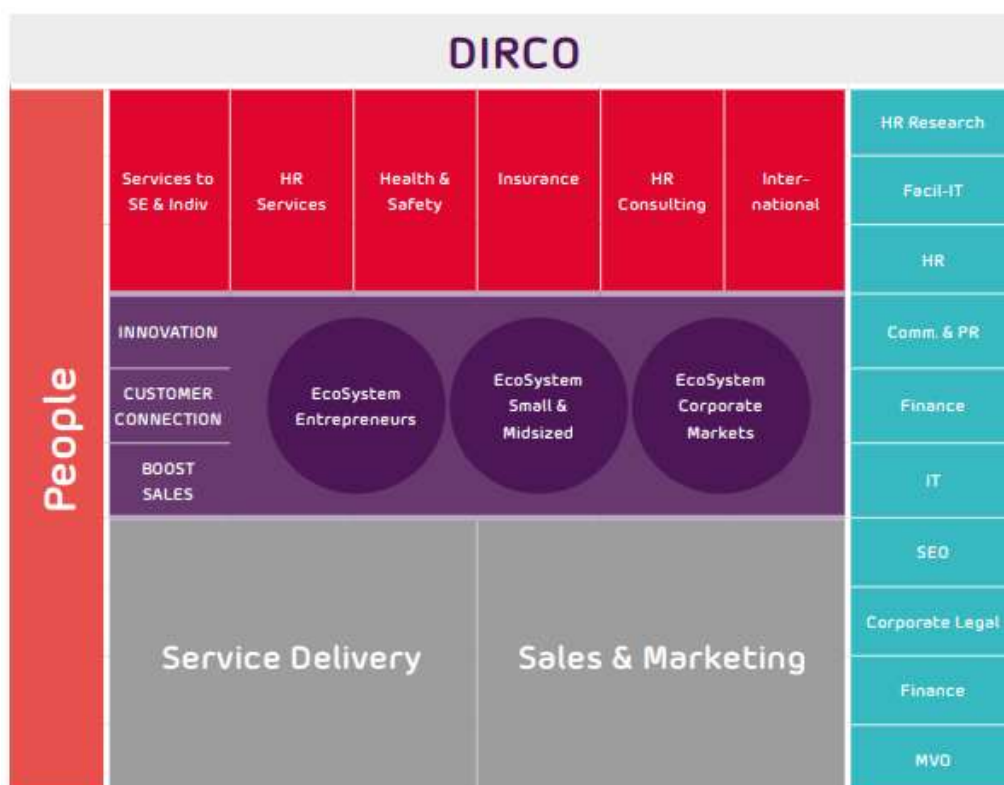 DIRCO
People
Services to
SE & Indiv
HR
Services
Health &
Safety
Insurance
HR
Consulting
Inter-
national
INNOVATION
CUSTOMER
CONNECTION
BOOST
SALES
EcoSystem
Entrepreneurs
EcoSystem
Small &
Midsized
EcoSystem
Corporate
Markets
Service Delivery
Sales & Marketing
HR Research
Facil-IT
HR
Comm. & PR
Finance
IT
SEO
Corporate Legal
Finance
MVO